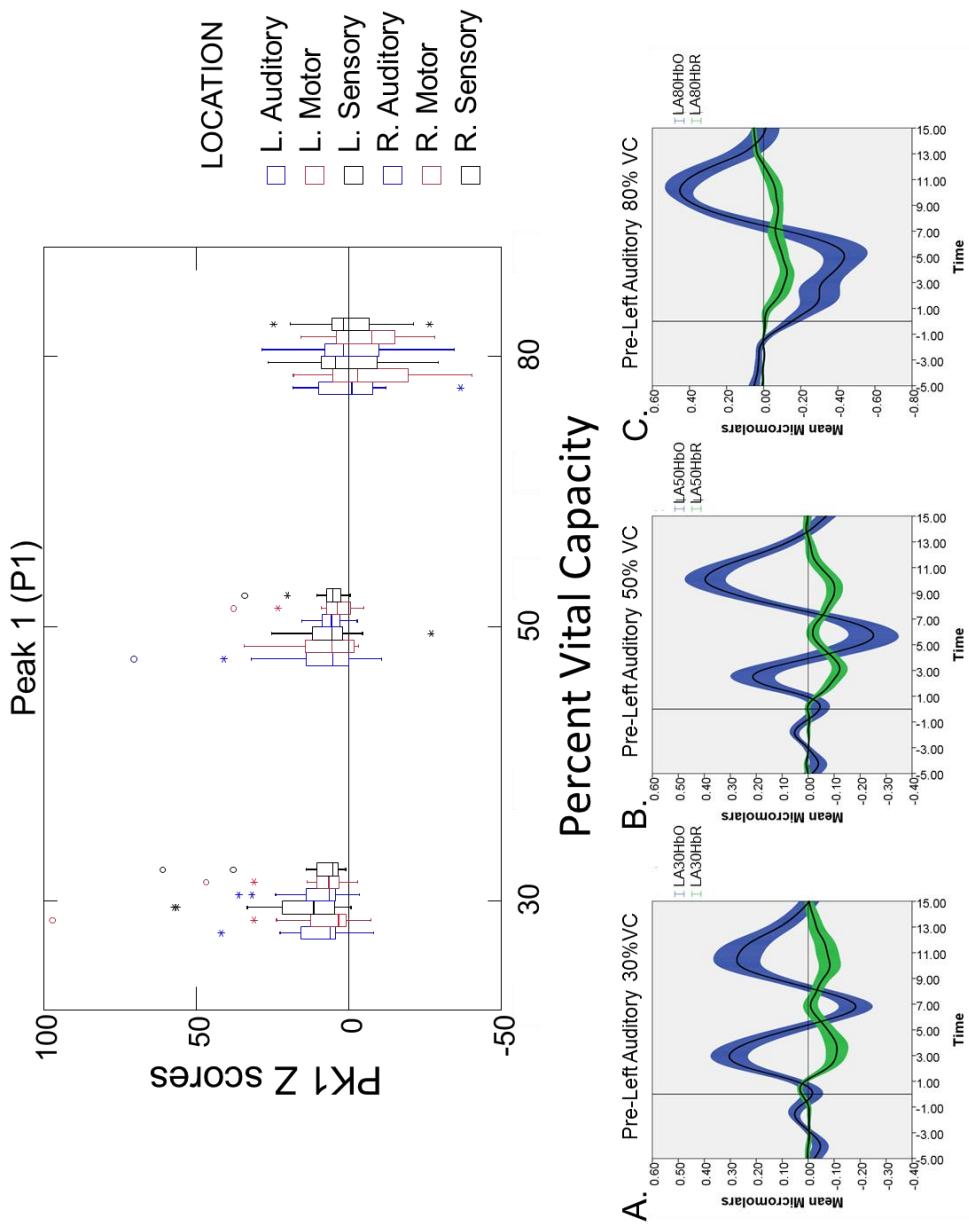 Peak 1 (P1)
PK1 Z scores
100
50
0
-50
30
50
80
Percent Vital Capacity
LOCATION
L. Auditory
L. Motor
L. Sensory
R. Auditory
R. Motor
R. Sensory
A.
Pre-Left Auditory 30%VC
LA30HbO
LA30HbR
Mean Micromolars
0.60
0.50
0.40
0.30
0.20
0.10
0.00
-0.10
-0.20
-0.30
-0.40
-5.00 -3.00 -1.00 1.00 3.00 5.00 7.00 9.00 11.00 13.00 15.00
Time
B.
Pre-Left Auditory 50% VC
LA50HbO
LA50HbR
Mean Micromolars
0.60
0.50
0.40
0.30
0.20
0.10
0.00
-0.10
-0.20
-0.30
-0.40
-5.00 -3.00 -1.00 1.00 3.00 5.00 7.00 9.00 11.00 13.00 15.00
Time
C.
Pre-Left Auditory 80% VC
LA80HbO
LA80HbR
Mean Micromolars
0.60
0.40
0.20
0.00
-0.20
-0.40
-0.60
-0.80
-5.00 -3.00 -1.00 1.00 3.00 5.00 7.00 9.00 11.00 13.00 15.00
Time